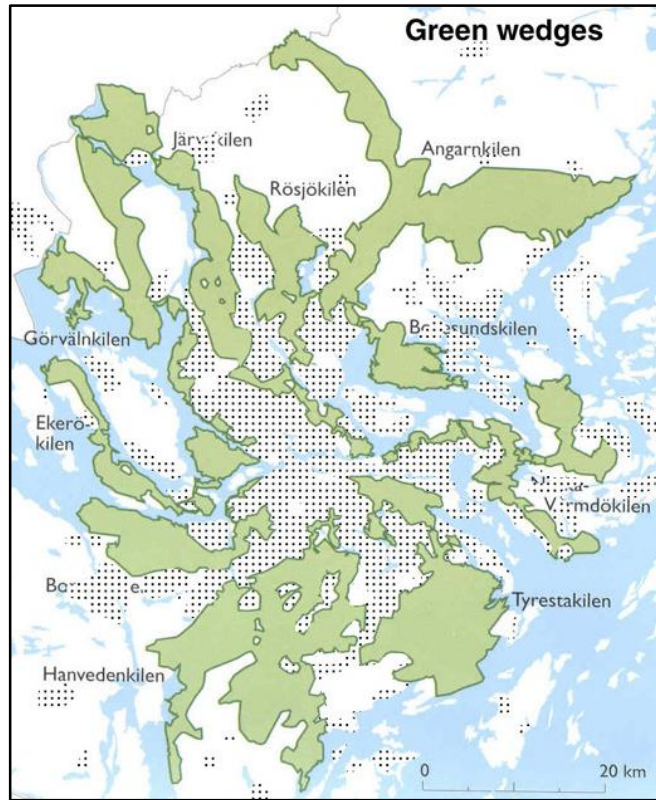 Green wedges
Angarnkilen
Rösjökilen
Görvälnkilen
Ekerö-
kilen
Tyrestakilen
Hanvedenkilen
0 20 km